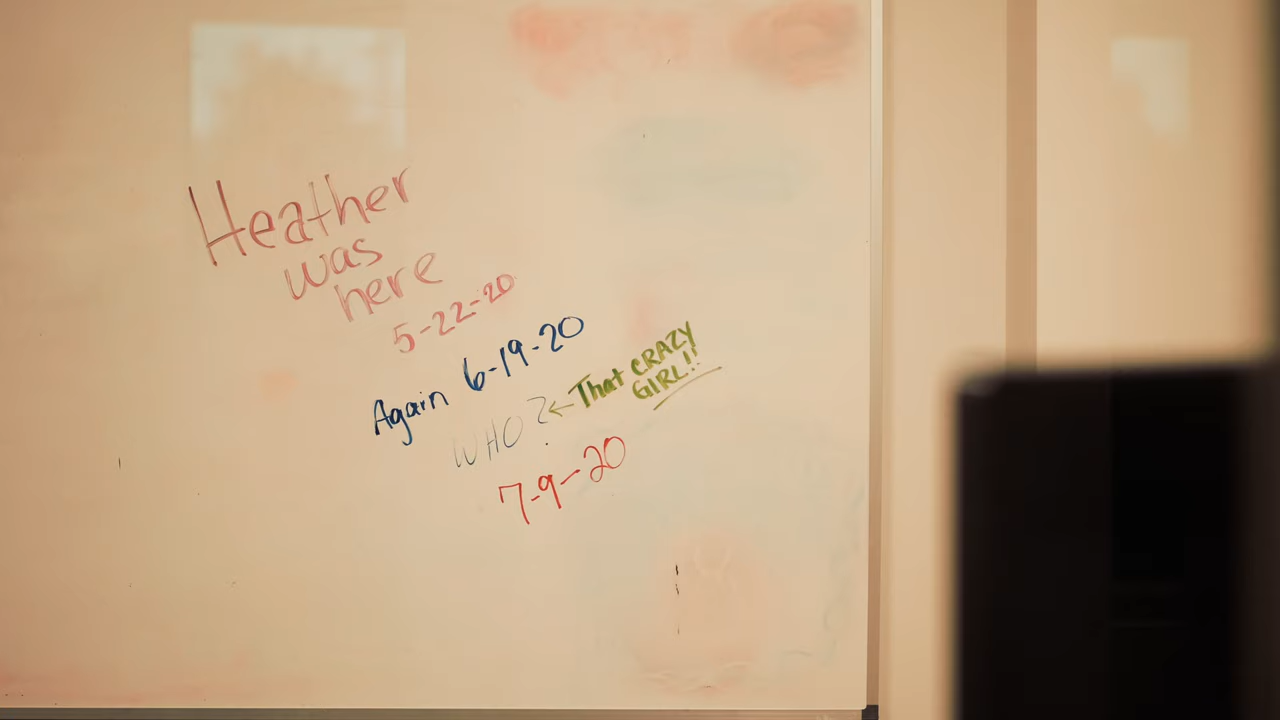 Heather
was
here
5-22-20
Again 6-19-20
WHO? ← That CRAZY
GIRL!!
7-9-20